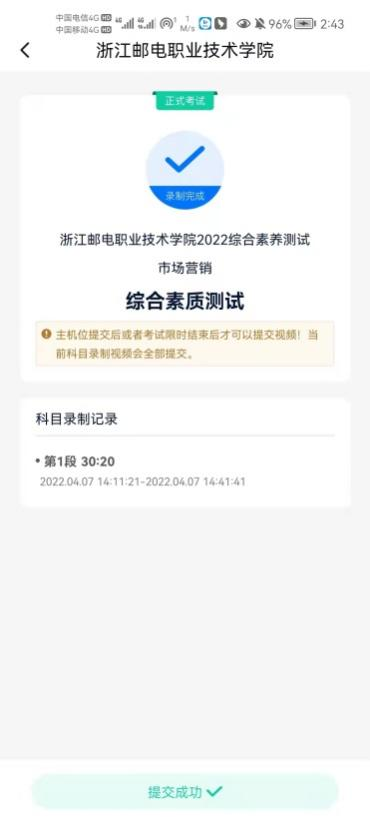 中国电信4G HD
中国移动4G HD
4G
4G
1
M/s
96%
2:43
浙江邮电职业技术学院
正式考试
录制完成
浙江邮电职业技术学院2022综合素养测试
市场营销
综合素质测试
主机位提交后或者考试限时结束后才可以提交视频！当
前科目录制视频会全部提交。
科目录制记录
• 第1段 30:20
2022.04.07 14:11:21-2022.04.07 14:41:41
提交成功